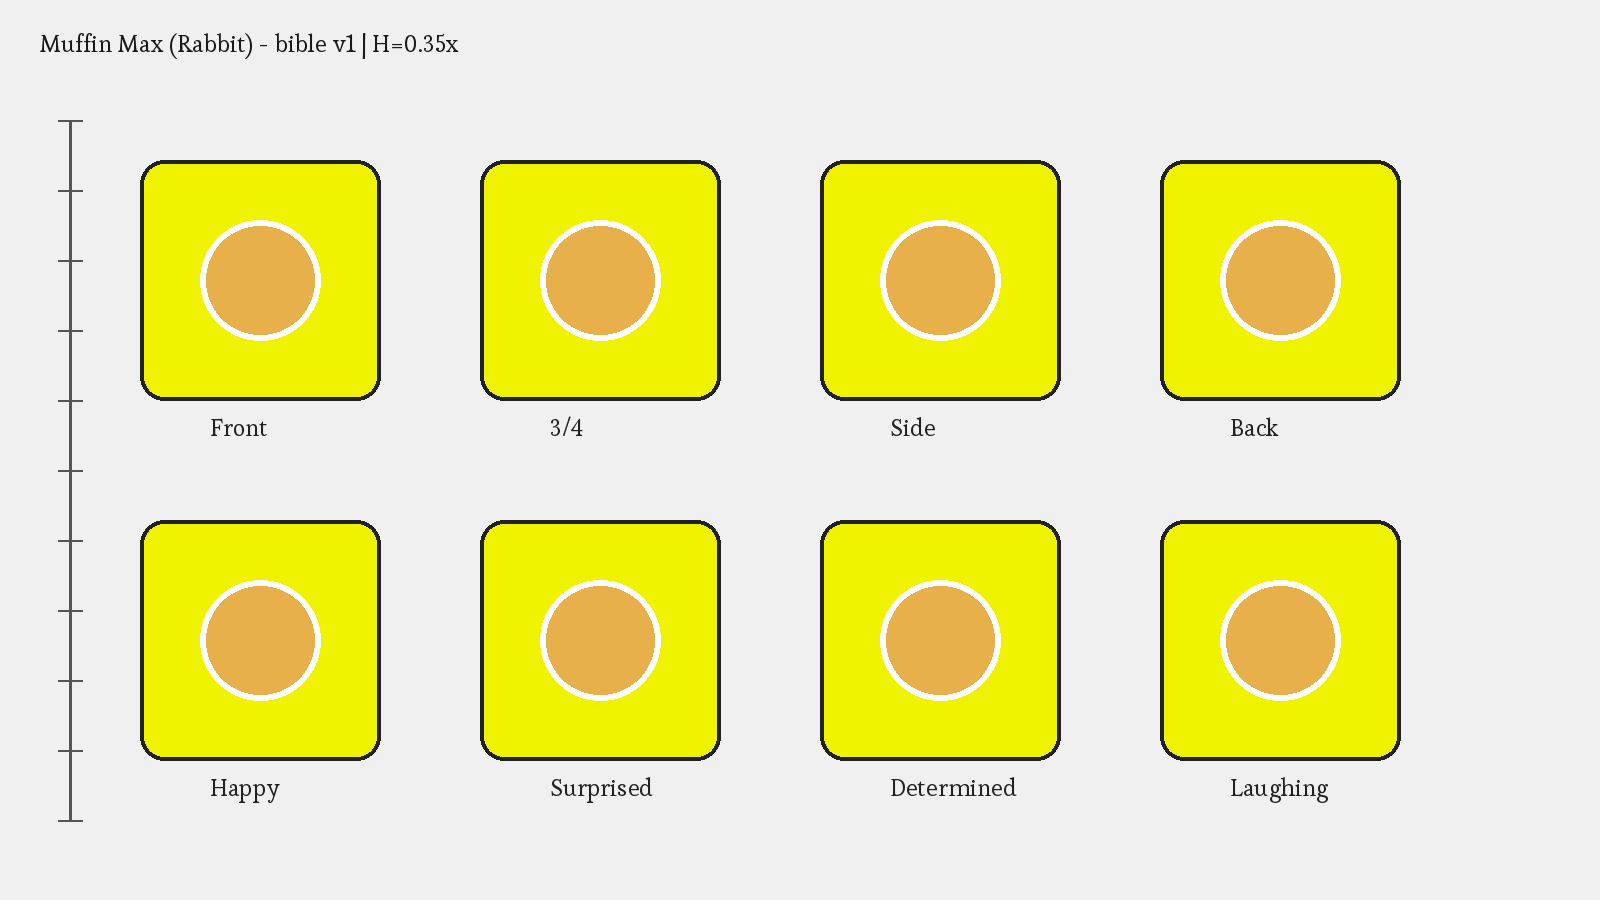 Muffin Max (Rabbit) - bible v1 | H=0.35x
Front
3/4
Side
Back
Happy
Surprised
Determined
Laughing